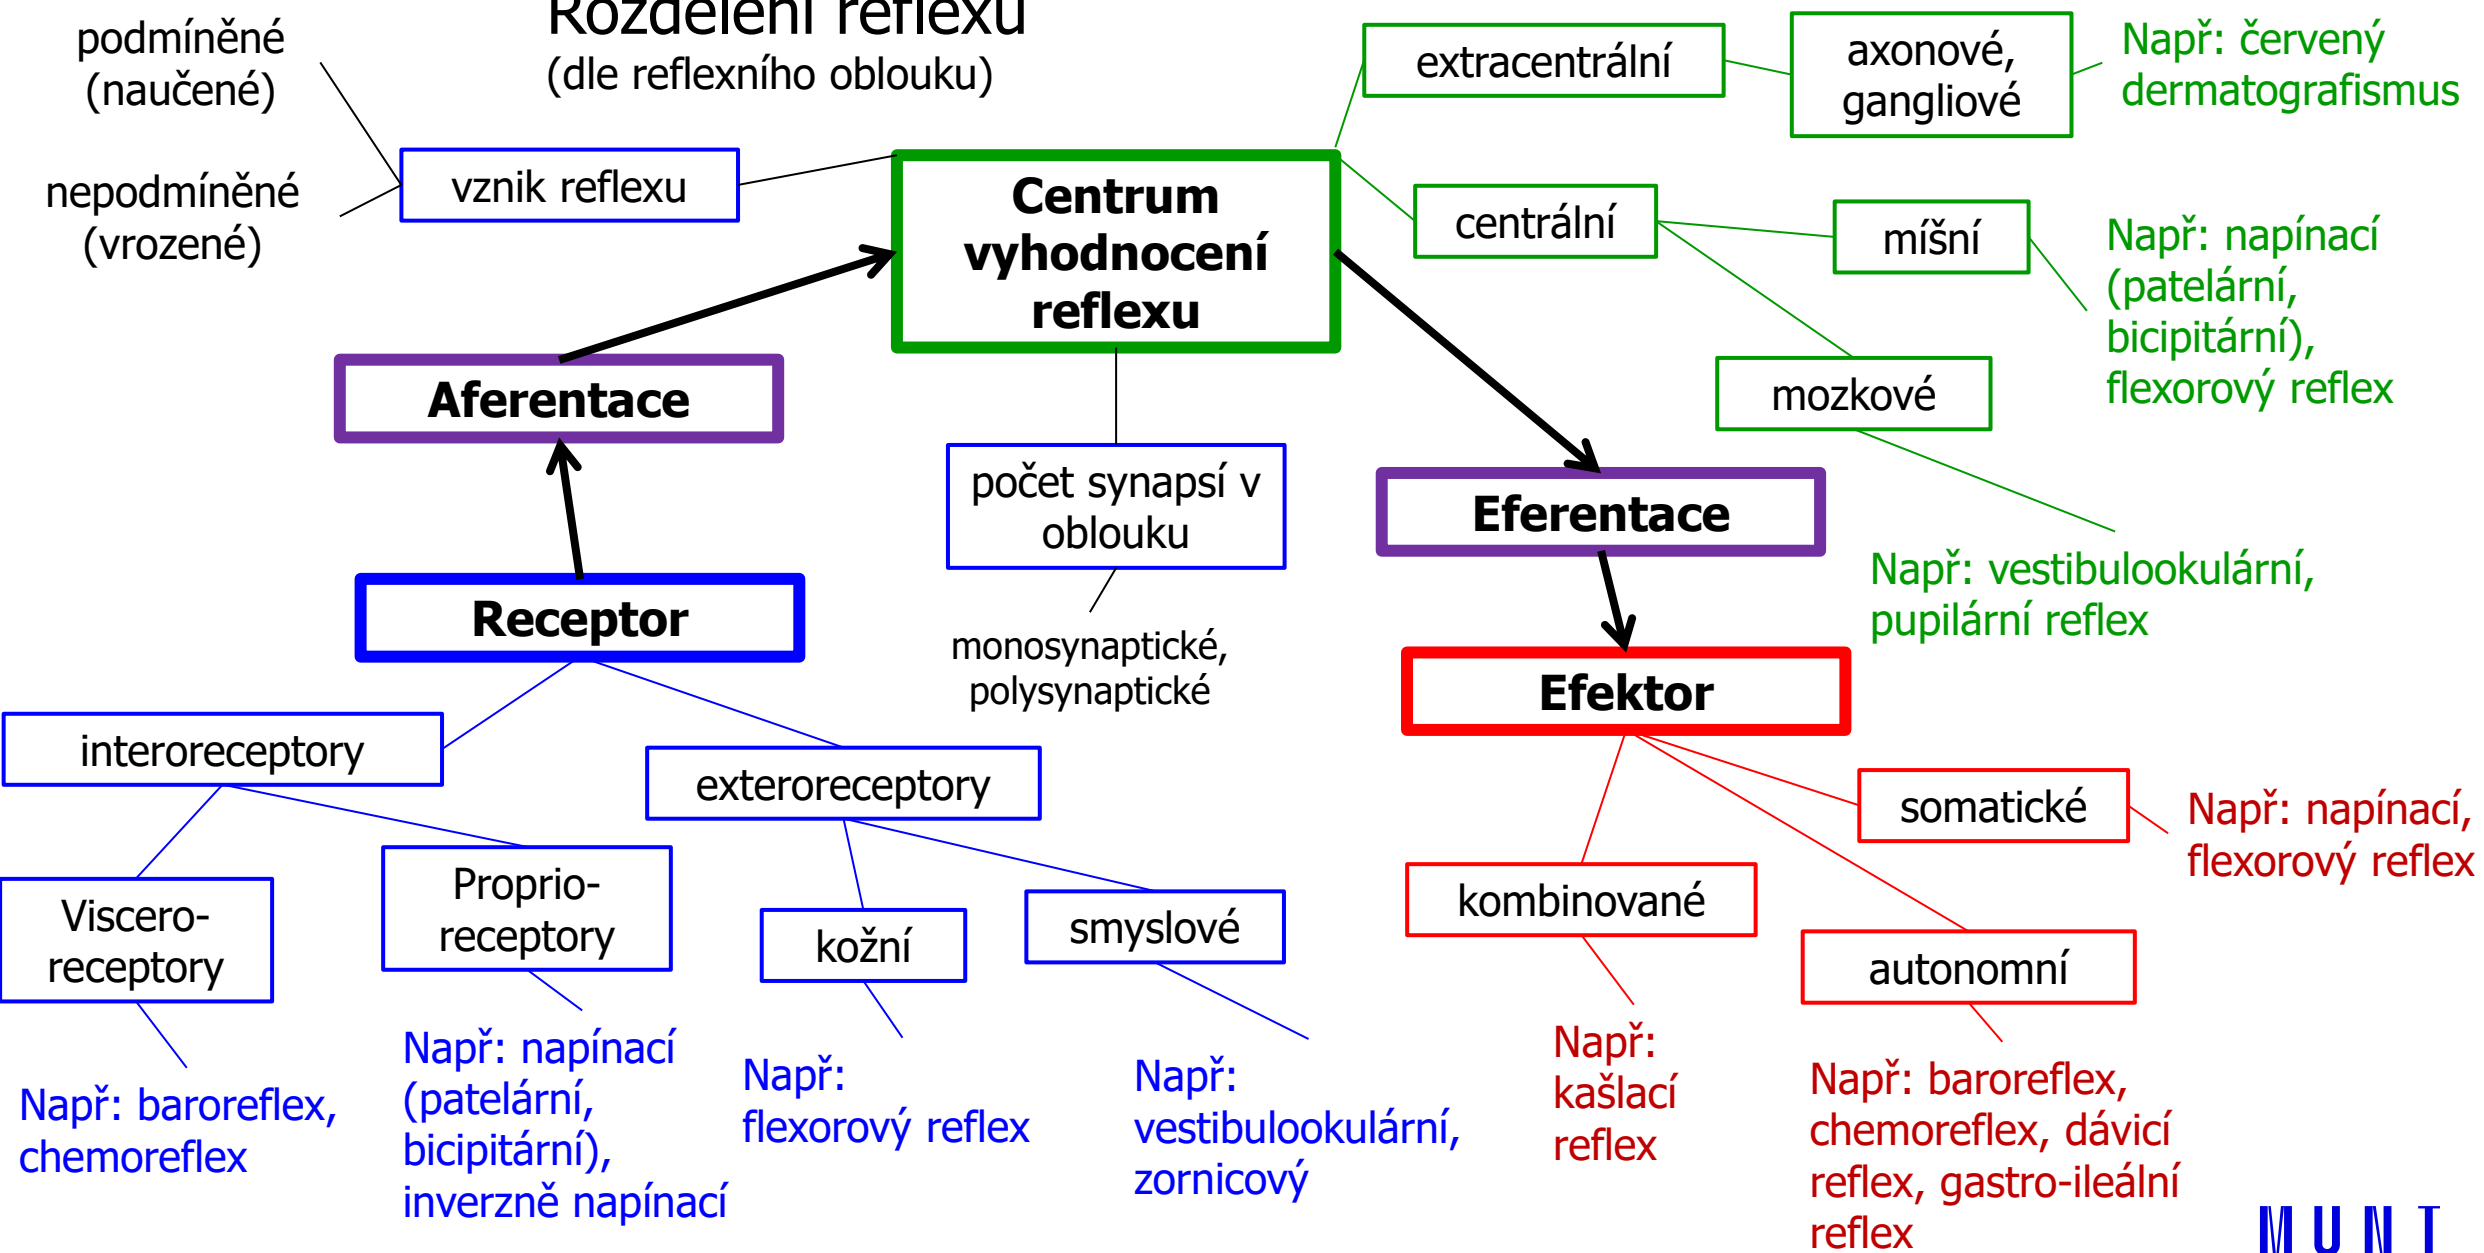 Rozdělení reflexů
(dle reflexního oblouku)
podmíněné
(naučené)
nepodmíněné
(vrozené)
vznik reflexu
Centrum
vyhodnocení
reflexu
extracentrální
axonové,
gangliové
Např: červený
dermatografismus
centrální
míšní
Např: napínací
(patelární,
bicipitární),
flexorový reflex
mozkové
Např: vestibulookulární,
pupilární reflex
Aferentace
počet synapsí v
oblouku
monosynaptické,
polysynaptické
Eferentace
Receptor
Efektor
interoreceptory
exteroreceptory
Viscero-
receptory
Proprio-
receptory
kožní
smyslové
Např: baroreflex,
chemoreflex
Např: napínací
(patelární,
bicipitární),
inverzně napínací
Např:
flexorový reflex
Např:
vestibulookulární,
zornicový
somatické
Např: napínací,
flexorový reflex
kombinované
autonomní
Např:
kašlací
reflex
Např: baroreflex,
chemoreflex, dávicí
reflex, gastro-ileální
reflex
MUNI